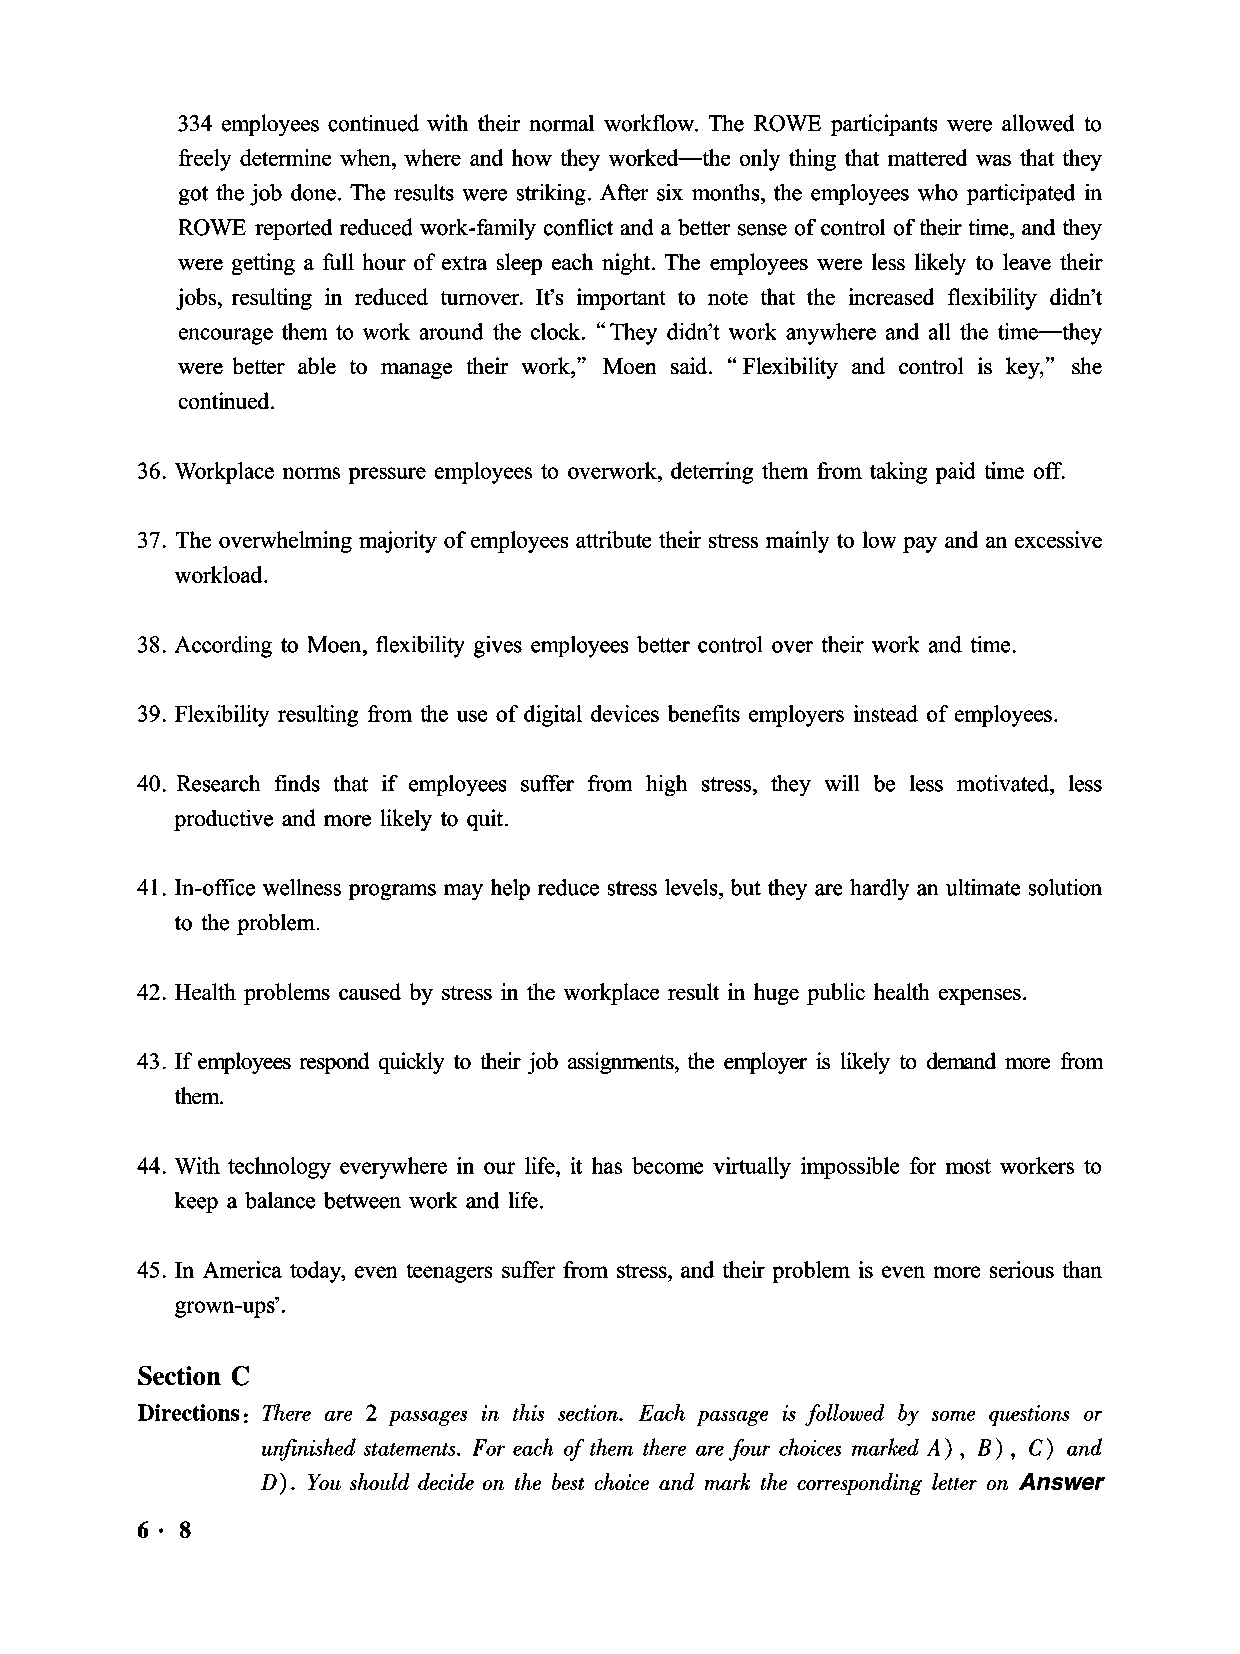 334 employees continued with their normal workflow. The ROWE participants were allowed to
freely determine when, where and how they worked—the only thing that mattered was that they
got the job done. The results were striking. After six months, the employees who participated in
ROWE reported reduced work-family conflict and a better sense of control of their time, and they
were getting a full hour of extra sleep each night. The employees were less likely to leave their
jobs, resulting in reduced turnover. It's important to note that the increased flexibility didn't
encourage them to work around the clock. “They didn't work anywhere and all the time—they
were better able to manage their work,” Moen said. “Flexibility and control is key,” she
continued.
36. Workplace norms pressure employees to overwork, deterring them from taking paid time off.
37. The overwhelming majority of employees attribute their stress mainly to low pay and an excessive
workload.
38. According to Moen, flexibility gives employees better control over their work and time.
39. Flexibility resulting from the use of digital devices benefits employers instead of employees.
40. Research finds that if employees suffer from high stress, they will be less motivated, less
productive and more likely to quit.
41. In-office wellness programs may help reduce stress levels, but they are hardly an ultimate solution
to the problem.
42. Health problems caused by stress in the workplace result in huge public health expenses.
43. If employees respond quickly to their job assignments, the employer is likely to demand more from
them.
44. With technology everywhere in our life, it has become virtually impossible for most workers to
keep a balance between work and life.
45. In America today, even teenagers suffer from stress, and their problem is even more serious than
grown-ups'.
Section C
Directions: There are 2 passages in this section. Each passage is followed by some questions or
unfinished statements. For each of them there are four choices marked A), B), C) and
D). You should decide on the best choice and mark the corresponding letter on Answer
6 · 8